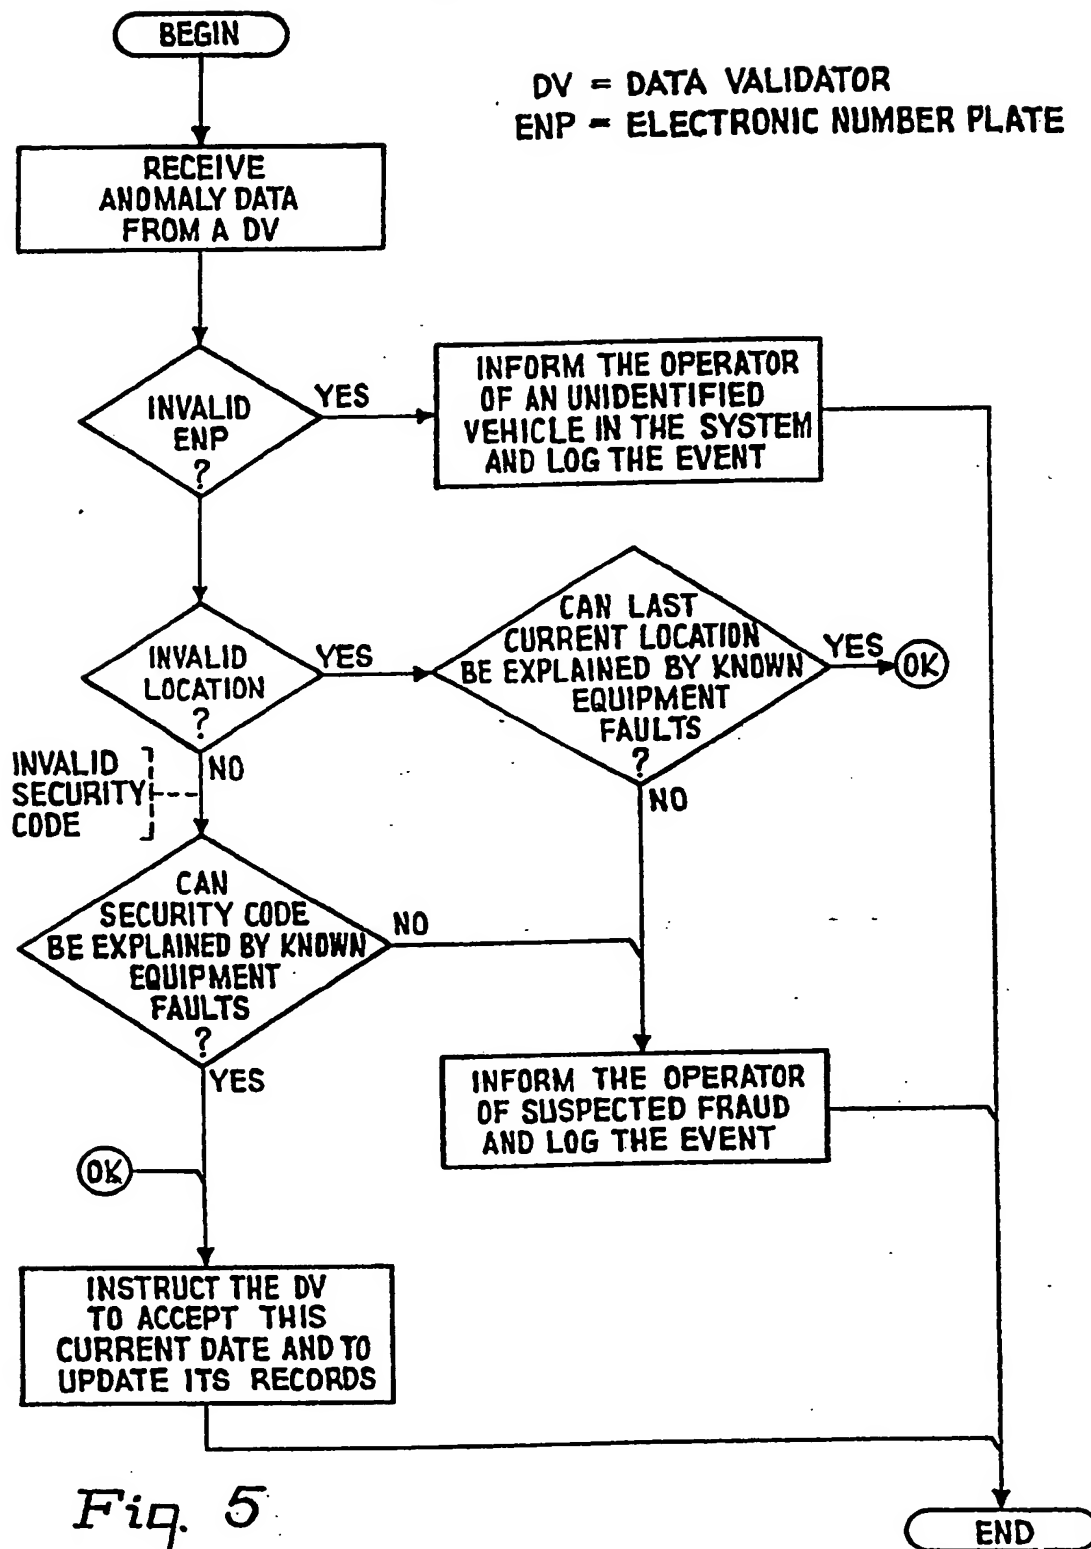 BEGIN
DV = DATA VALIDATOR
ENP = ELECTRONIC NUMBER PLATE
RECEIVE
ANOMALY DATA
FROM A DV
INVALID
ENP
?
YES
INFORM THE OPERATOR
OF AN UNIDENTIFIED
VEHICLE IN THE SYSTEM
AND LOG THE EVENT
INVALID
LOCATION
?
YES
CAN LAST
CURRENT LOCATION
BE EXPLAINED BY KNOWN
EQUIPMENT
FAULTS
?
YES
OK
NO
INVALID
SECURITY
CODE
NO
CAN
SECURITY CODE
BE EXPLAINED BY KNOWN
EQUIPMENT
FAULTS
?
NO
YES
INFORM THE OPERATOR
OF SUSPECTED FRAUD
AND LOG THE EVENT
OK
INSTRUCT THE DV
TO ACCEPT THIS
CURRENT DATE AND TO
UPDATE ITS RECORDS
Fig. 5
END